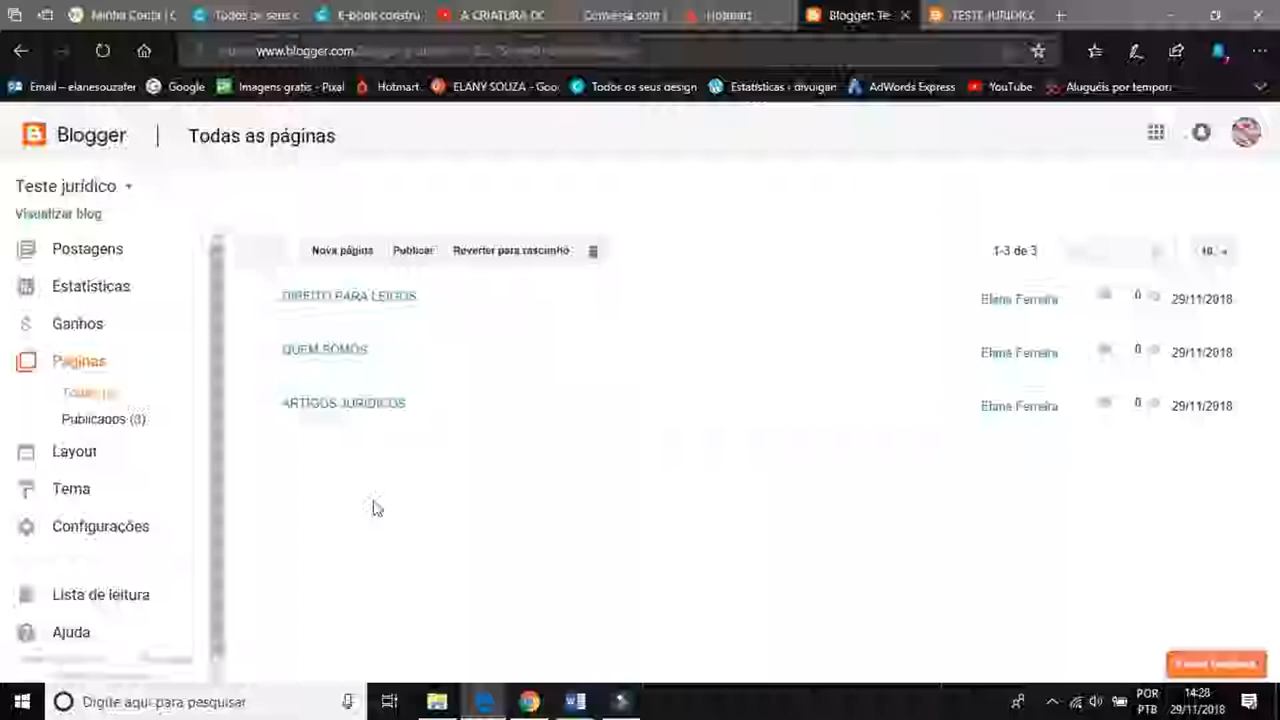 Todos os seus d
E-book constru
A CRIATURA DC
Conversa com
Hotmart
Blogger: Te
TESTE JURIDICO
www.blogger.com
Email – elanesouzafer
Google
Imagens gratis - Pixal
Hotmart
ELANY SOUZA - Goo
Todos os seus design
Estatísticas ‹ divulgan
AdWords Express
YouTube
Aluguéis por tempora
Blogger
Todas as páginas
Teste jurídico
Visualizar blog
Postagens
Estatísticas
Ganhos
Páginas
Publicados (3)
Layout
Tema
Configurações
Lista de leitura
Ajuda
Nova página
Publicar
Reverter para rascunho
1-3 de 3
DIREITO PARA LEIGOS
Elane Ferreira
0
29/11/2018
QUEM SOMOS
Elane Ferreira
0
29/11/2018
ARTIGOS JURIDICOS
Elane Ferreira
0
29/11/2018
Digite aqui para pesquisar
POR
PTB
14:28
29/11/2018